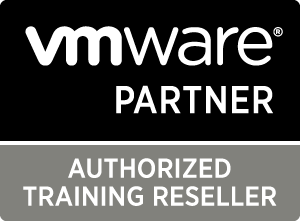 vmware®
PARTNER
AUTHORIZED
TRAINING RESELLER